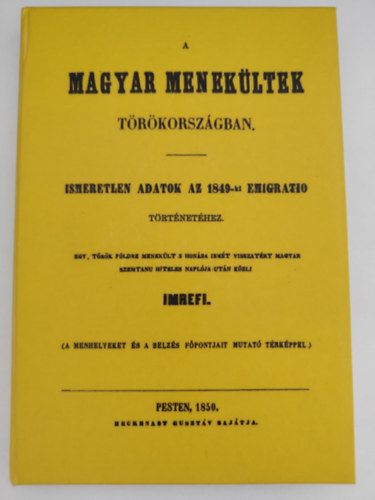 A
MAGYAR MENEKÜLTEK
TÖRÖKORSZÁGBAN.
ISMERETLEN ADATOK AZ 1849-ki EMIGRATIO
TÖRTÉNETÉHEZ.
EGY, TÖRÖK FÖLDRE MENEKÜLT S HONÁBA ISMÉT VISSZATÉRT MAGYAR
SZEMTANU HITELES NAPLÓJA UTÁN KÖZLI
IMREFI.
(A MENHELYEKET ÉS A BELZÉS FŐPONTJAIT MUTATÓ TÉRKÉPPEL.)
PESTEN, 1850.
HECKENAST GUSZTÁV SAJÁTJA.